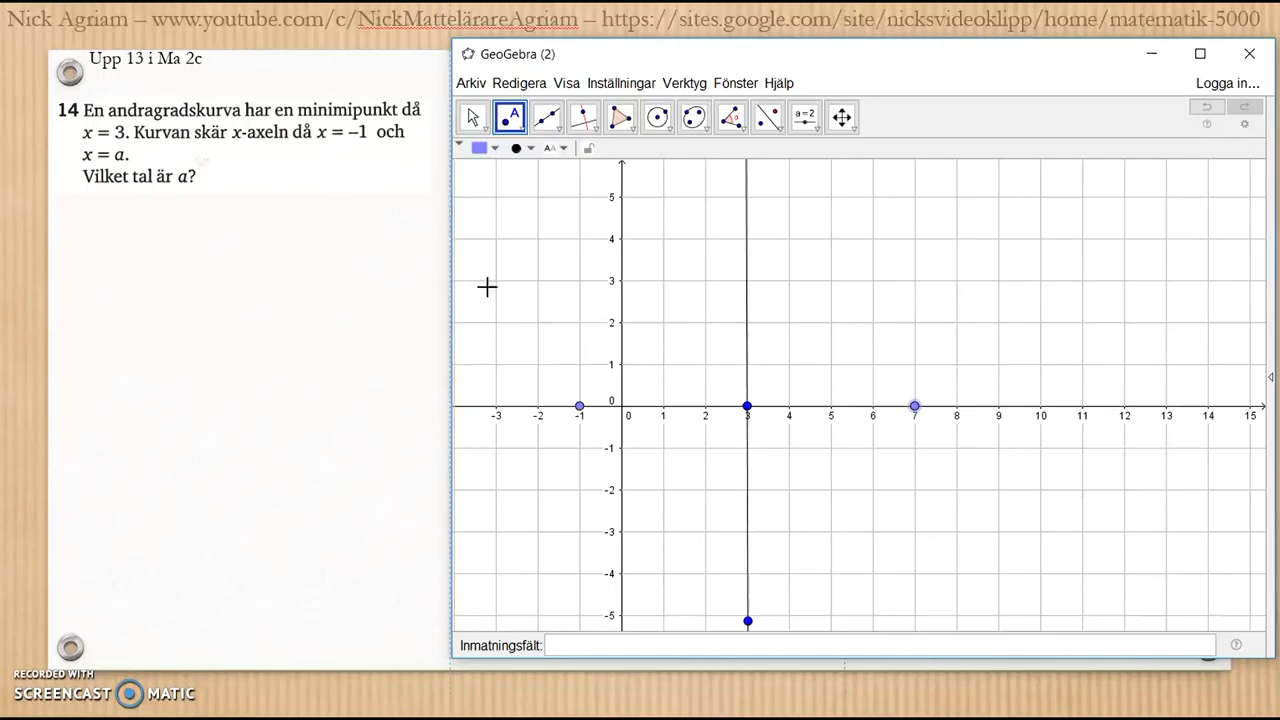 Nick Agriam – www.youtube.com/c/NickMattelärareAgriam – https://sites.google.com/site/nicksvideoklipp/home/matematik-5000
Upp 13 i Ma 2c
14 En andragradskurva har en minimipunkt då
x = 3. Kurvan skär x-axeln då x = −1 och
x = a.
Vilket tal är a?
GeoGebra (2)
Arkiv Redigera Visa Inställningar Verktyg Fönster Hjälp Logga in...
A a=2
AA
5
4
3
2
1
0
-3 -2 -1 0 1 2 3 4 5 6 7 8 9 10 11 12 13 14 15
-1
-2
-3
-4
-5
Inmatningsfält:
RECORDED WITH
SCREENCAST MATIC